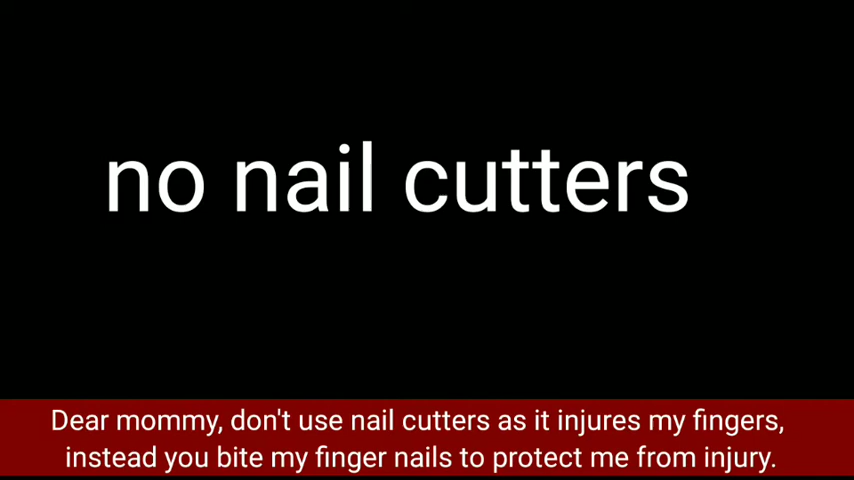 no nail cutters
Dear mommy, don't use nail cutters as it injures my fingers,
instead you bite my finger nails to protect me from injury.